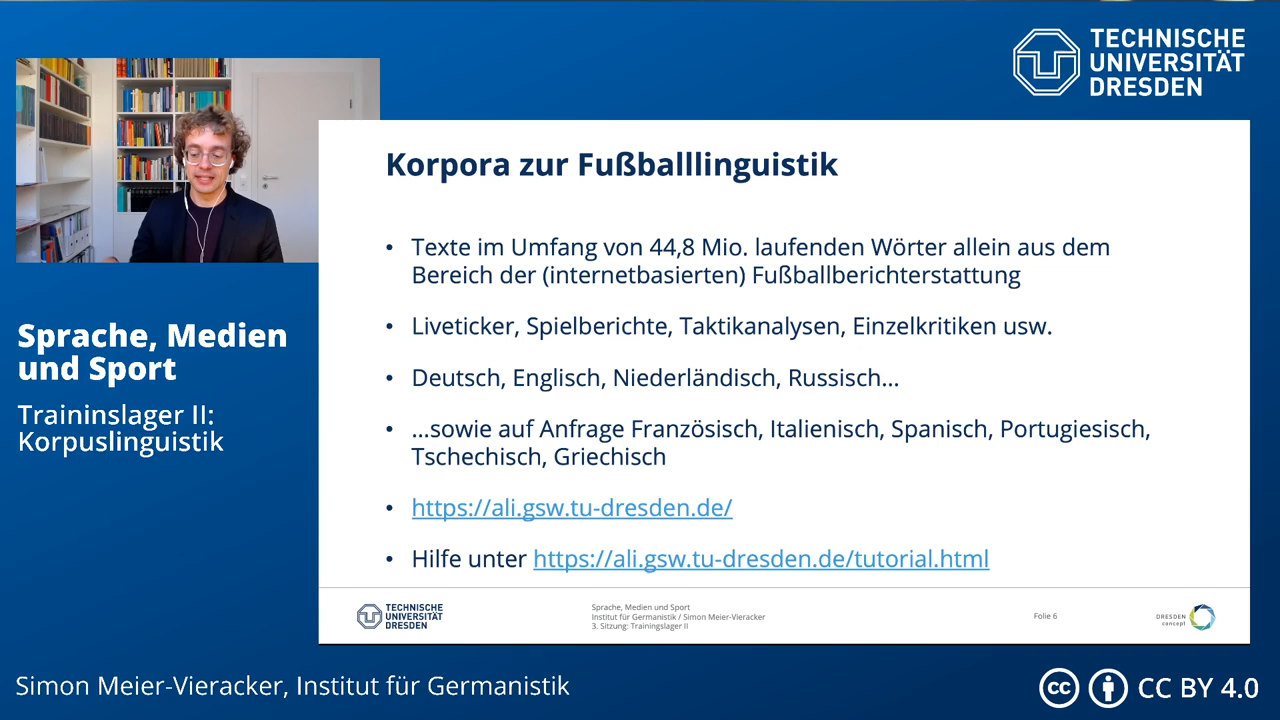 TECHNISCHE
UNIVERSITÄT
DRESDEN
Korpora zur Fußballlinguistik
• Texte im Umfang von 44,8 Mio. laufenden Wörter allein aus dem
Bereich der (internetbasierten) Fußballberichterstattung
• Liveticker, Spielberichte, Taktikanalysen, Einzelkritiken usw.
• Deutsch, Englisch, Niederländisch, Russisch…
• …sowie auf Anfrage Französisch, Italienisch, Spanisch, Portugiesisch,
Tschechisch, Griechisch
• https://ali.gsw.tu-dresden.de/
• Hilfe unter https://ali.gsw.tu-dresden.de/tutorial.html
TECHNISCHE
UNIVERSITÄT
DRESDEN
Sprache, Medien und Sport
Institut für Germanistik / Simon Meier-Vieracker
3. Sitzung: Trainingslager II
Folie 6
DRESDEN
concept
Sprache, Medien
und Sport
Traininslager II:
Korpuslinguistik
Simon Meier-Vieracker, Institut für Germanistik
cc CC BY 4.0